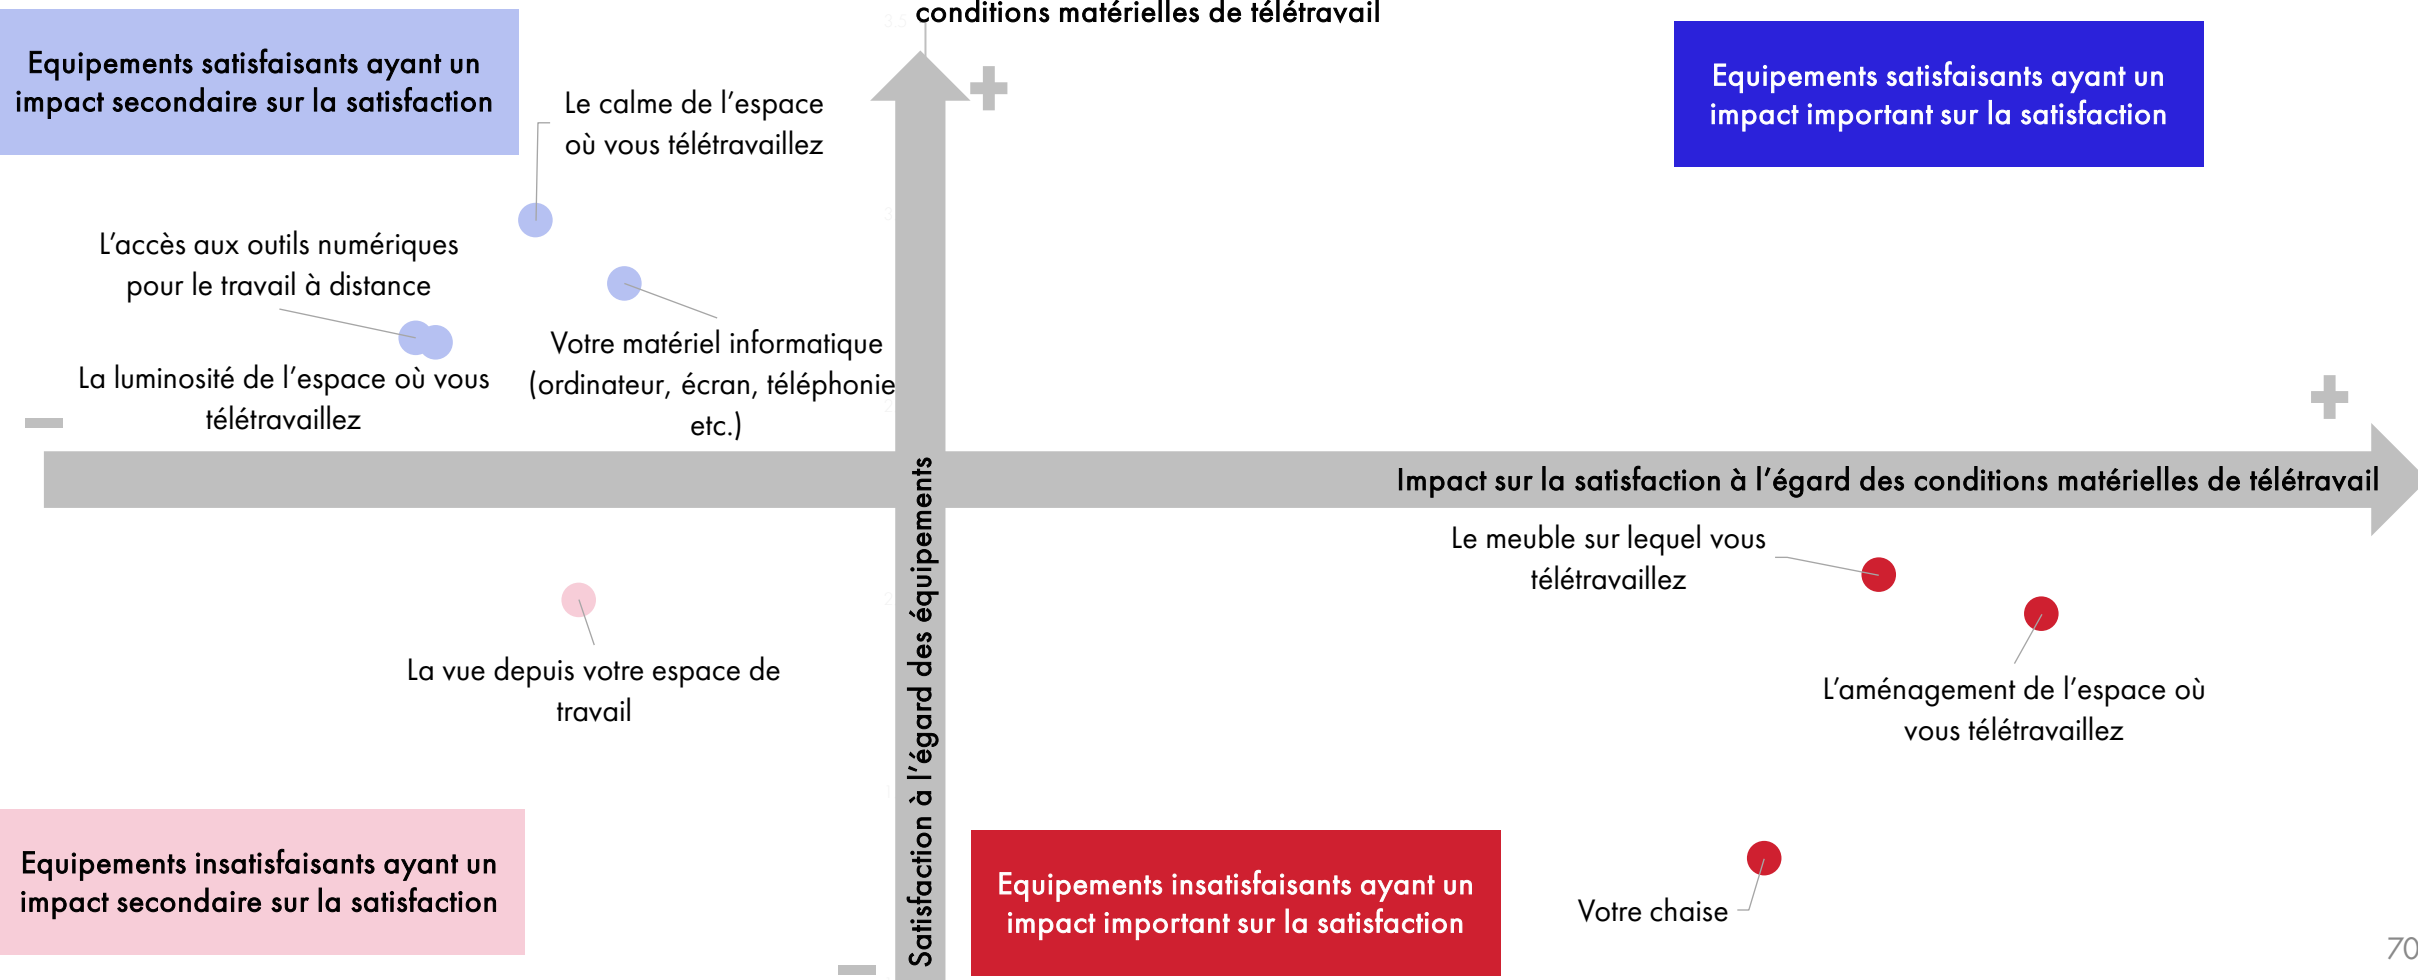 conditions matérielles de télétravail
Equipements satisfaisants ayant un
impact secondaire sur la satisfaction
Equipements satisfaisants ayant un
impact important sur la satisfaction
Le calme de l'espace
où vous télétravaillez
L'accès aux outils numériques
pour le travail à distance
Votre matériel informatique
(ordinateur, écran, téléphonie
etc.)
La luminosité de l'espace où vous
télétravaillez
Impact sur la satisfaction à l'égard des conditions matérielles de télétravail
Satisfaction à l'égard des équipements
Le meuble sur lequel vous
télétravaillez
La vue depuis votre espace de
travail
L'aménagement de l'espace où
vous télétravaillez
Votre chaise
Equipements insatisfaisants ayant un
impact secondaire sur la satisfaction
Equipements insatisfaisants ayant un
impact important sur la satisfaction
70